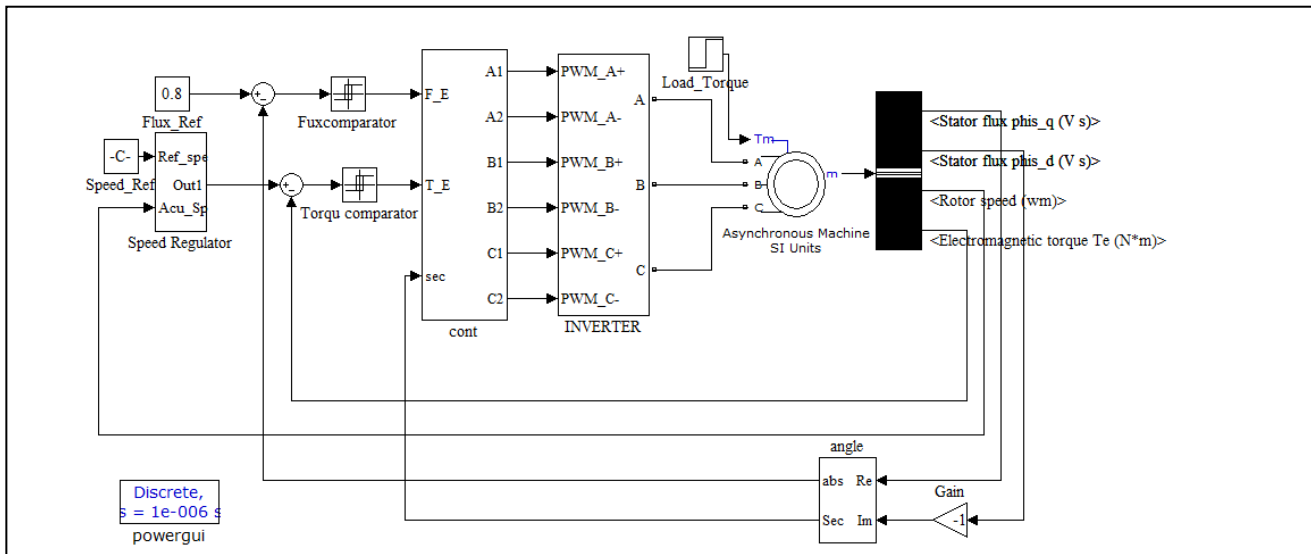 0.8
Flux_Ref
Fuxcomparator
-C-
Speed_Ref
Ref_spe
Out1
Acu_Sp
Speed Regulator
Torqu comparator
F_E
T_E
sec
A1
A2
B1
B2
C1
C2
cont
PWM_A+
PWM_A-
PWM_B+
PWM_B-
PWM_C+
PWM_C-
A
B
C
INVERTER
Load_Torque
Tm
A
B
C
m
Asynchronous Machine
SI Units
<Stator flux phis_q (V s)>
<Stator flux phis_d (V s)>
<Rotor speed (wm)>
<Electromagnetic torque Te (N*m)>
angle
abs Re
Sec Im
Gain
-1
Discrete,
s = 1e-006 s
powergui